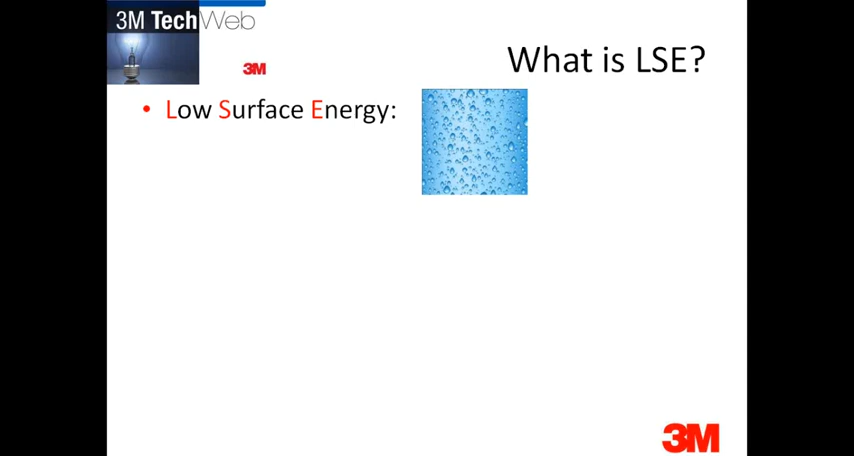 3M TechWeb
3M
What is LSE?
• Low Surface Energy:
3M